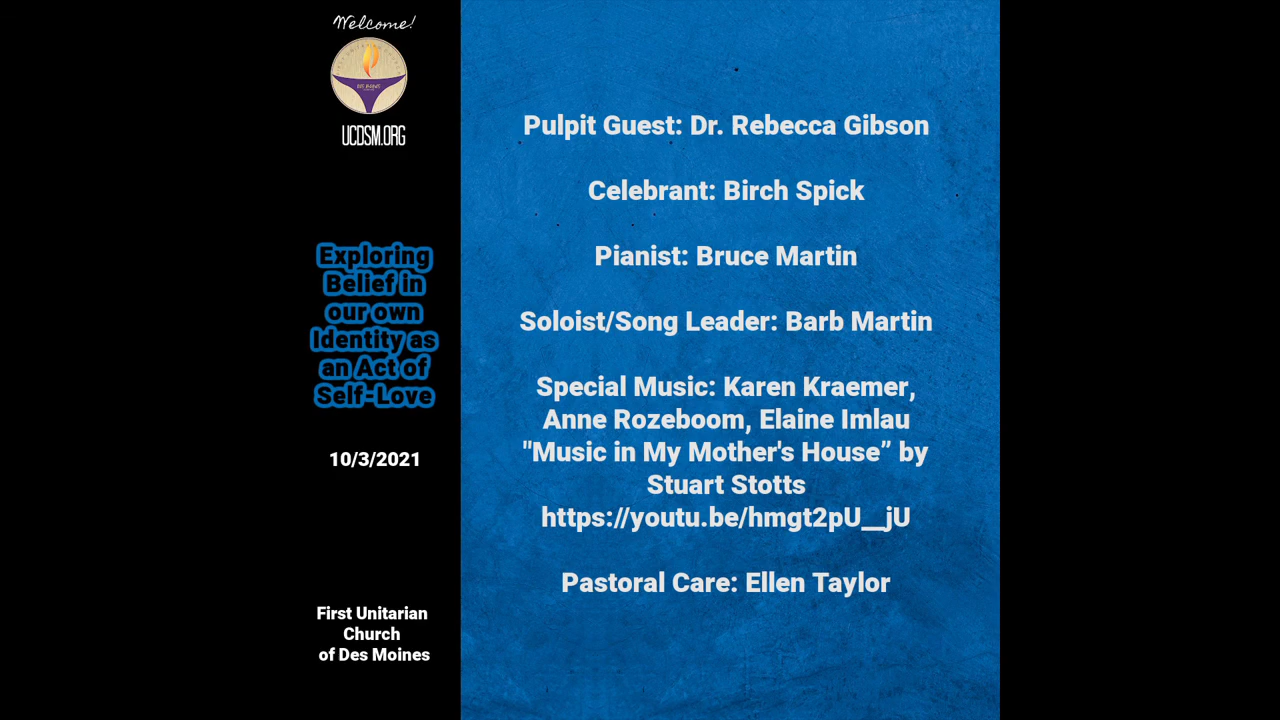 Welcome!
UCDSM.ORG
Exploring
Belief in
our own
Identity as
an Act of
Self-Love
10/3/2021
First Unitarian
Church
of Des Moines
Pulpit Guest: Dr. Rebecca Gibson
Celebrant: Birch Spick
Pianist: Bruce Martin
Soloist/Song Leader: Barb Martin
Special Music: Karen Kraemer,
Anne Rozeboom, Elaine Imlau
"Music in My Mother's House” by
Stuart Stotts
https://youtu.be/hmgt2pU__jU
Pastoral Care: Ellen Taylor